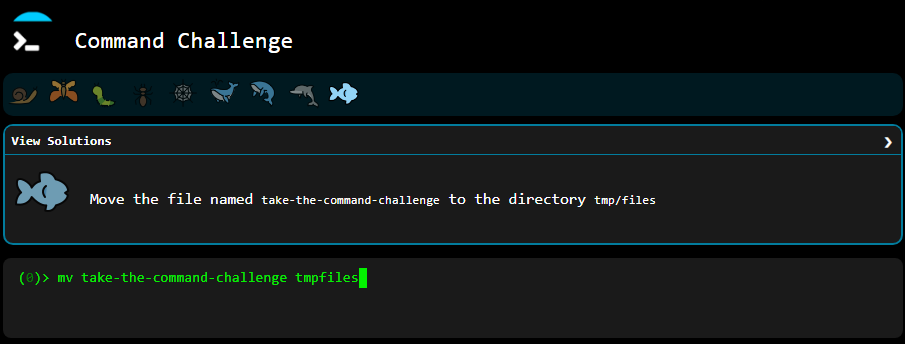 Command Challenge
View Solutions
Move the file named take-the-command-challenge to the directory tmp/files
(0)> mv take-the-command-challenge tmpfiles